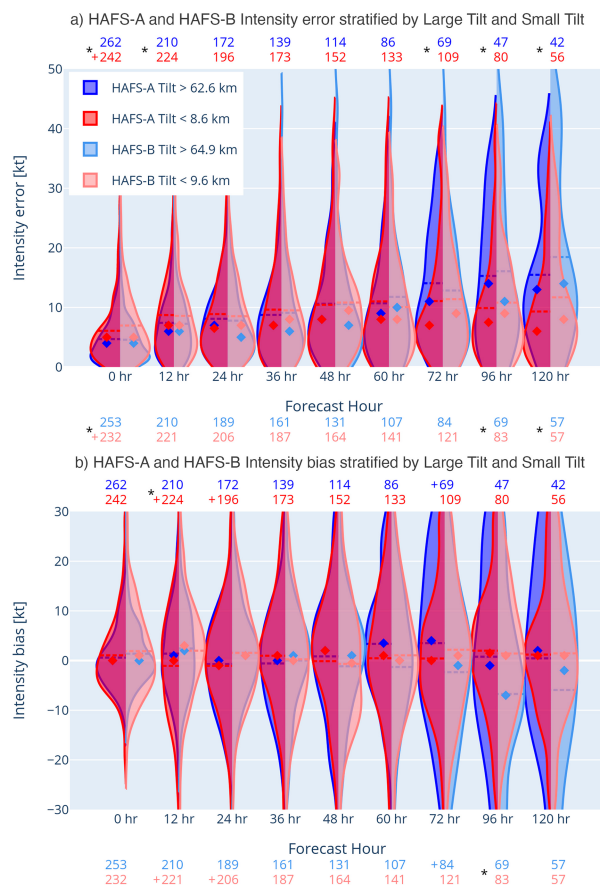 a) HAFS-A and HAFS-B Intensity error stratified by Large Tilt and Small Tilt
262 210 172 139 114 86 69 47 42
* * * * *
+242 224 196 173 152 133 109 80 56
50
HAFS-A Tilt > 62.6 km
40
HAFS-A Tilt < 8.6 km
HAFS-B Tilt > 64.9 km
30
HAFS-B Tilt < 9.6 km
Intensity error [kt]
20
10
0
0 hr 12 hr 24 hr 36 hr 48 hr 60 hr 72 hr 96 hr 120 hr
Forecast Hour
253 210 189 161 131 107 84 69 57
* * *
+232 221 206 187 164 141 121 83 57
b) HAFS-A and HAFS-B Intensity bias stratified by Large Tilt and Small Tilt
262 210 172 139 114 86 +69 47 42
*
242 +224 +196 173 152 133 109 80 56
30
20
10
Intensity bias [kt]
0
−10
−20
−30
0 hr 12 hr 24 hr 36 hr 48 hr 60 hr 72 hr 96 hr 120 hr
Forecast Hour
253 210 189 161 131 107 +84 69 57
*
232 +221 +206 187 164 141 121 83 57